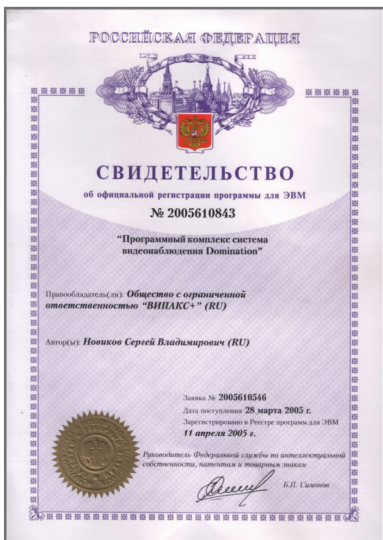 РОССИЙСКАЯ ФЕДЕРАЦИЯ
СВИДЕТЕЛЬСТВО
об официальной регистрации программы для ЭВМ
№ 2005610843
“Программный комплекс система
видеонаблюдения Domination”
Правообладатель(ли): Общество с ограниченной
ответственностью “ВИПАКС+” (RU)
Автор(ы): Новиков Сергей Владимирович (RU)
Заявка № 2005610546
Дата поступления 28 марта 2005 г.
Зарегистрировано в Реестре программ для ЭВМ
11 апреля 2005 г.
Руководитель Федеральной службы по интеллектуальной
собственности, патентам и товарным знакам
Б.П. Симонов